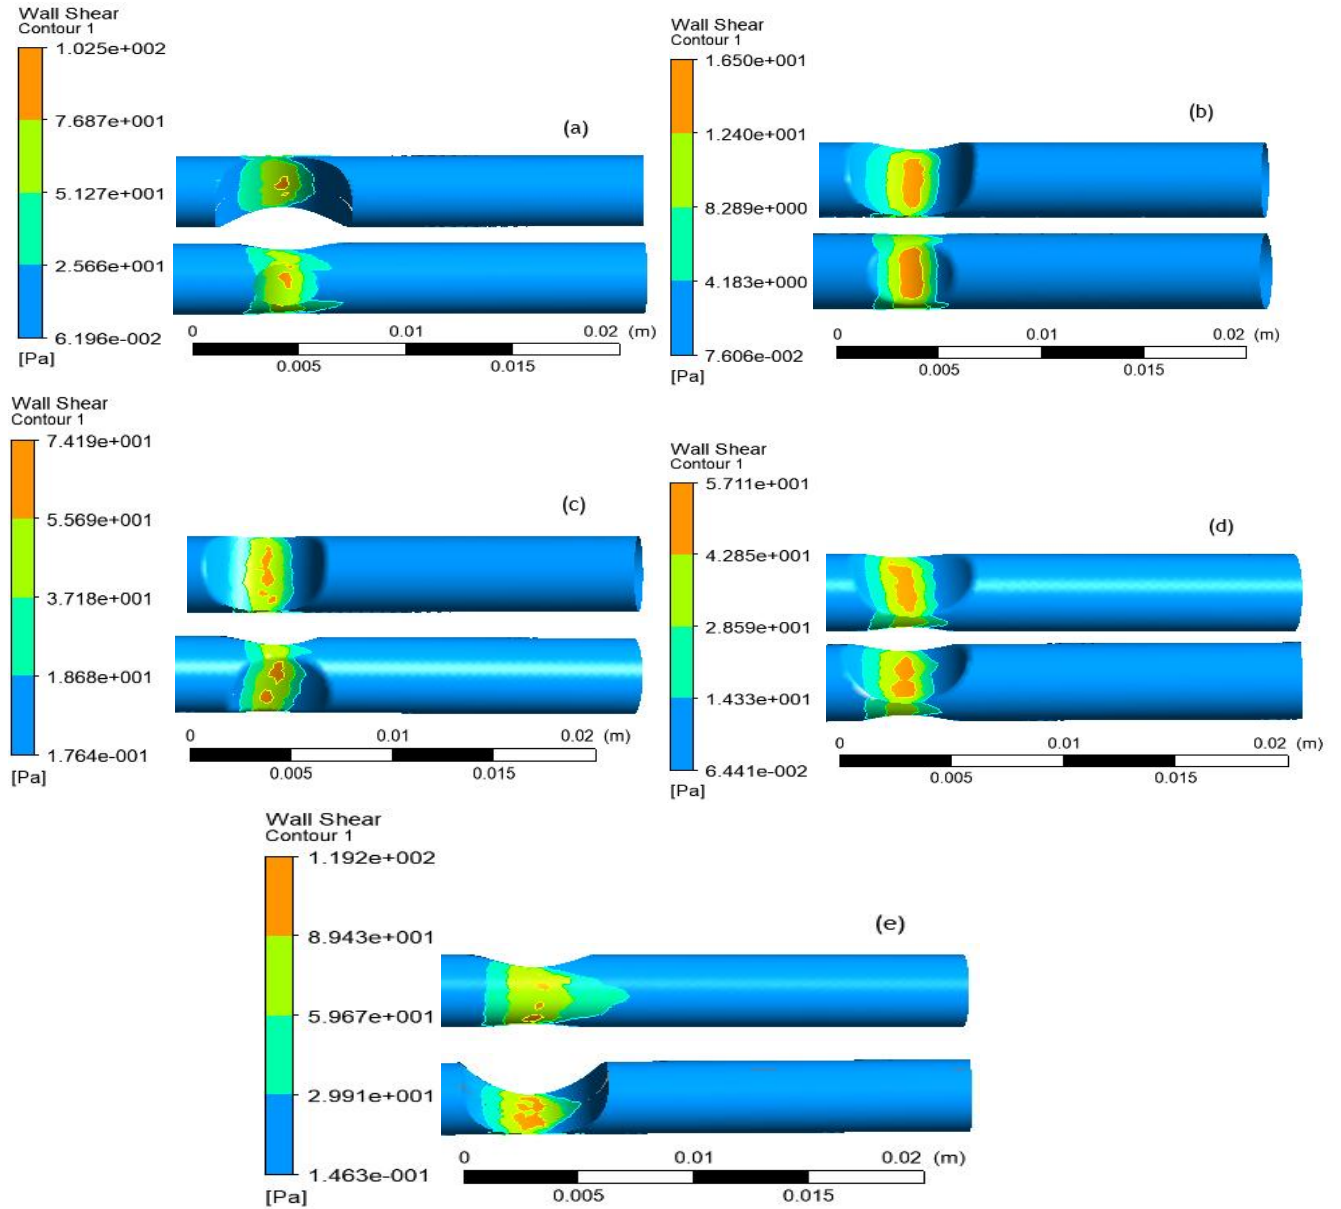 Wall Shear
Contour 1
1.025e+002
7.687e+001
5.127e+001
2.566e+001
6.196e-002
[Pa]
(a)
0 0.01 0.02 (m)
0.005 0.015
Wall Shear
Contour 1
1.650e+001
1.240e+001
8.289e+000
4.183e+000
7.606e-002
[Pa]
(b)
0 0.01 0.02 (m)
0.005 0.015
Wall Shear
Contour 1
7.419e+001
5.569e+001
3.718e+001
1.868e+001
1.764e-001
[Pa]
(c)
0 0.01 0.02 (m)
0.005 0.015
Wall Shear
Contour 1
5.711e+001
4.285e+001
2.859e+001
1.433e+001
6.441e-002
[Pa]
(d)
0 0.01 0.02 (m)
0.005 0.015
Wall Shear
Contour 1
1.192e+002
8.943e+001
5.967e+001
2.991e+001
1.463e-001
[Pa]
(e)
0 0.01 0.02 (m)
0.005 0.015